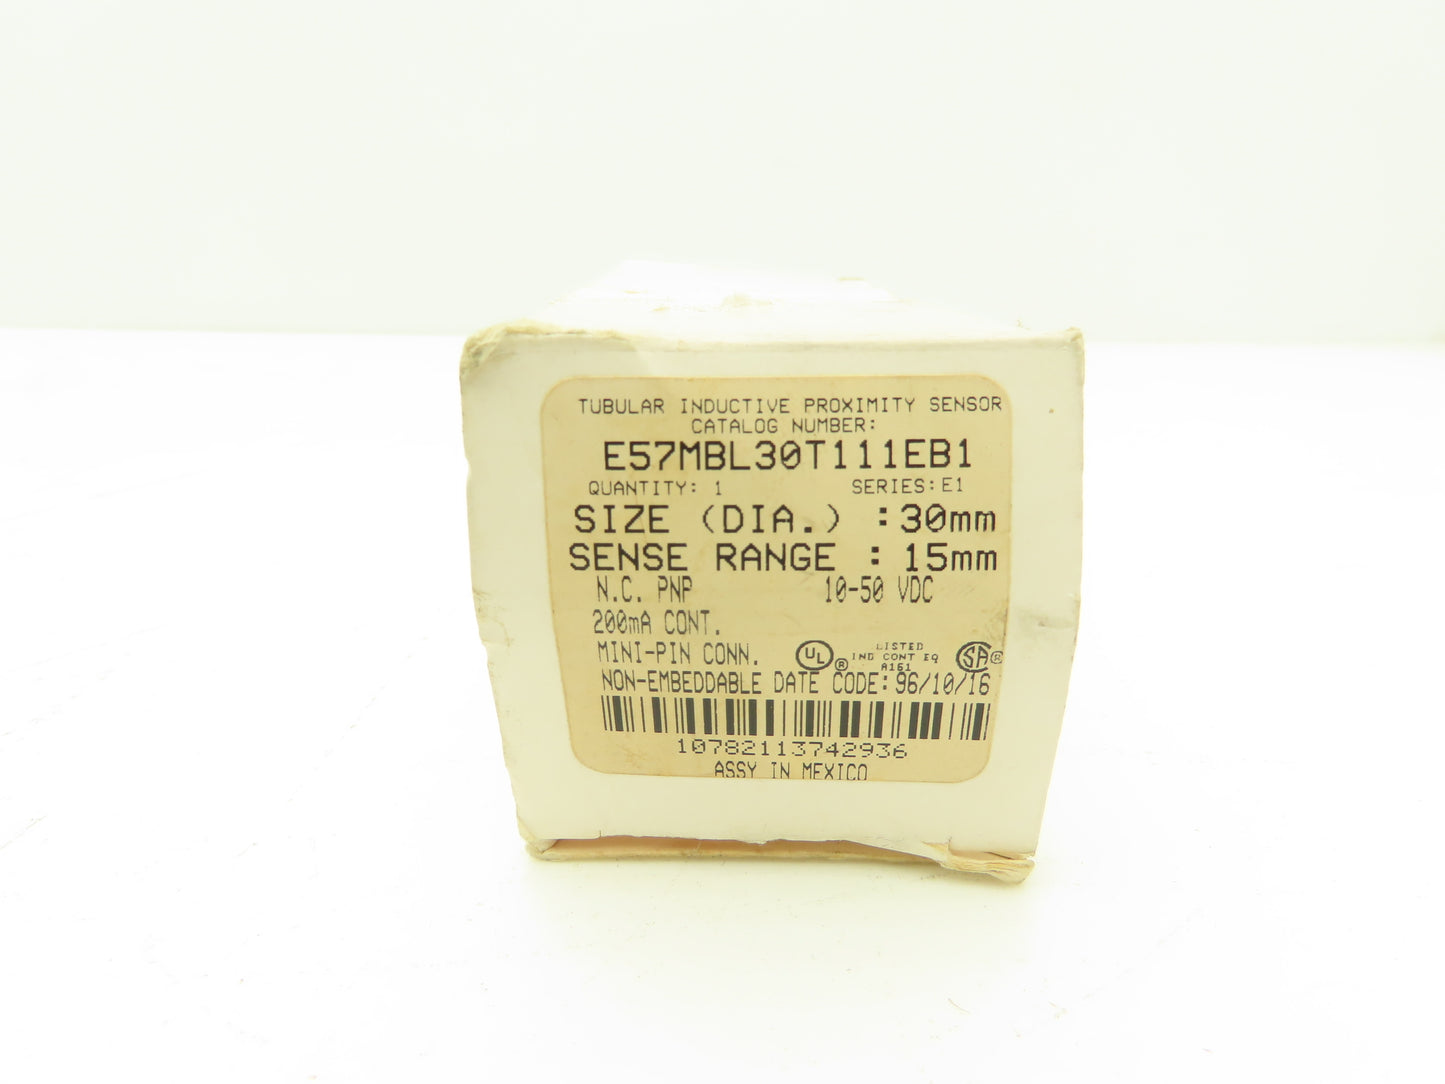 TUBULAR INDUCTIVE PROXIMITY SENSOR
CATALOG NUMBER:
E57MBL30T111EB1
QUANTITY: 1 SERIES: E1
SIZE (DIA.) : 30mm
SENSE RANGE : 15mm
N.C. PNP 10-50 VDC
200mA CONT.
MINI-PIN CONN. UL ® LISTED IND CONT EQ A161 SA ®
NON-EMBEDDABLE DATE CODE: 96/10/16
10782113742936
ASSY IN MEXICO